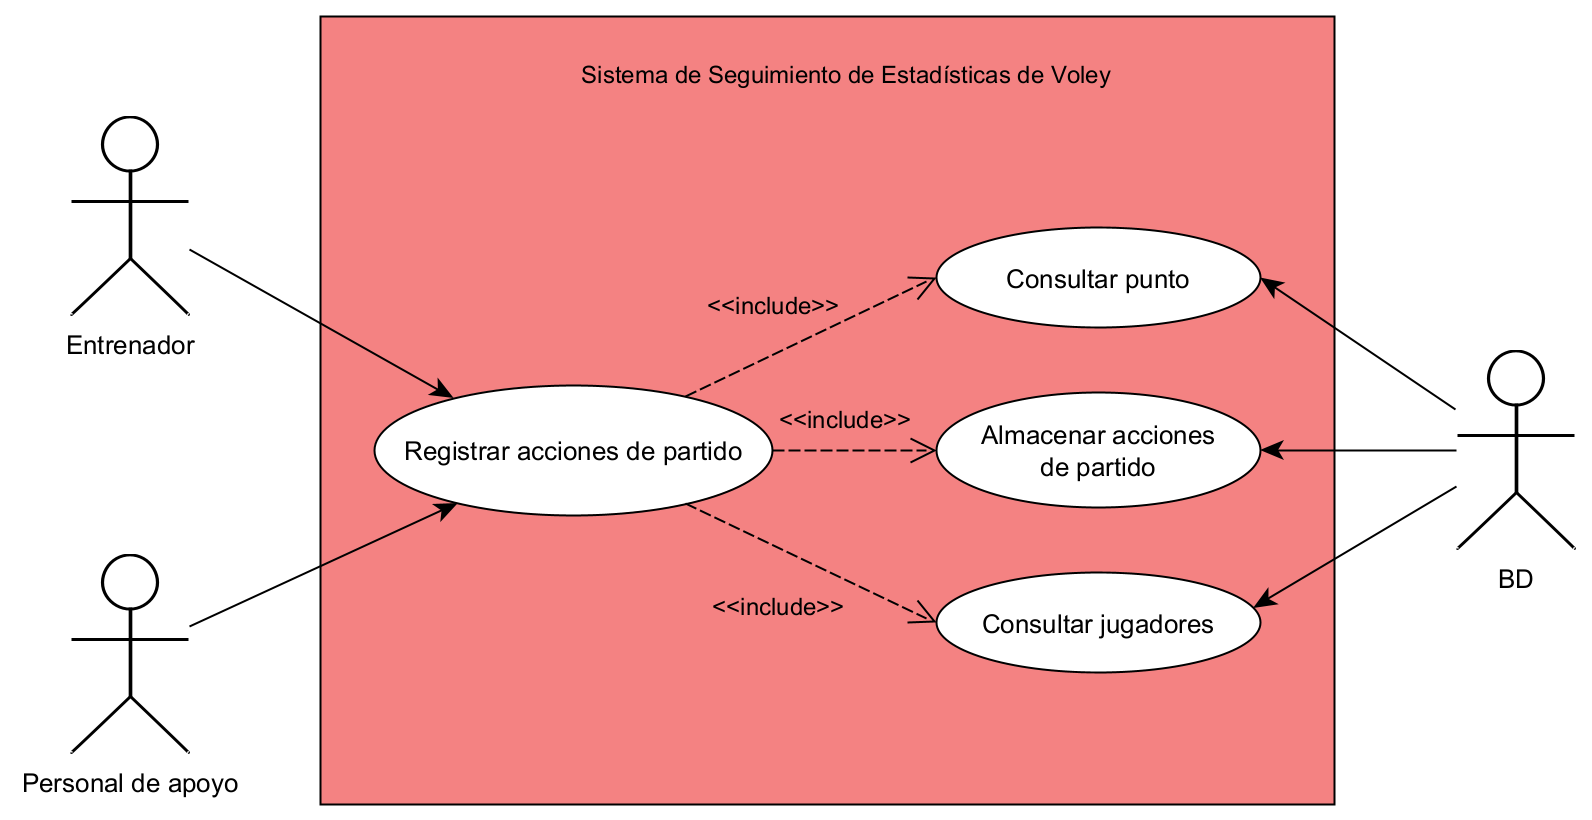 Sistema de Seguimiento de Estadísticas de Voley
Entrenador
Personal de apoyo
Registrar acciones de partido
<<include>>
<<include>>
<<include>>
Consultar punto
Almacenar acciones
de partido
Consultar jugadores
BD